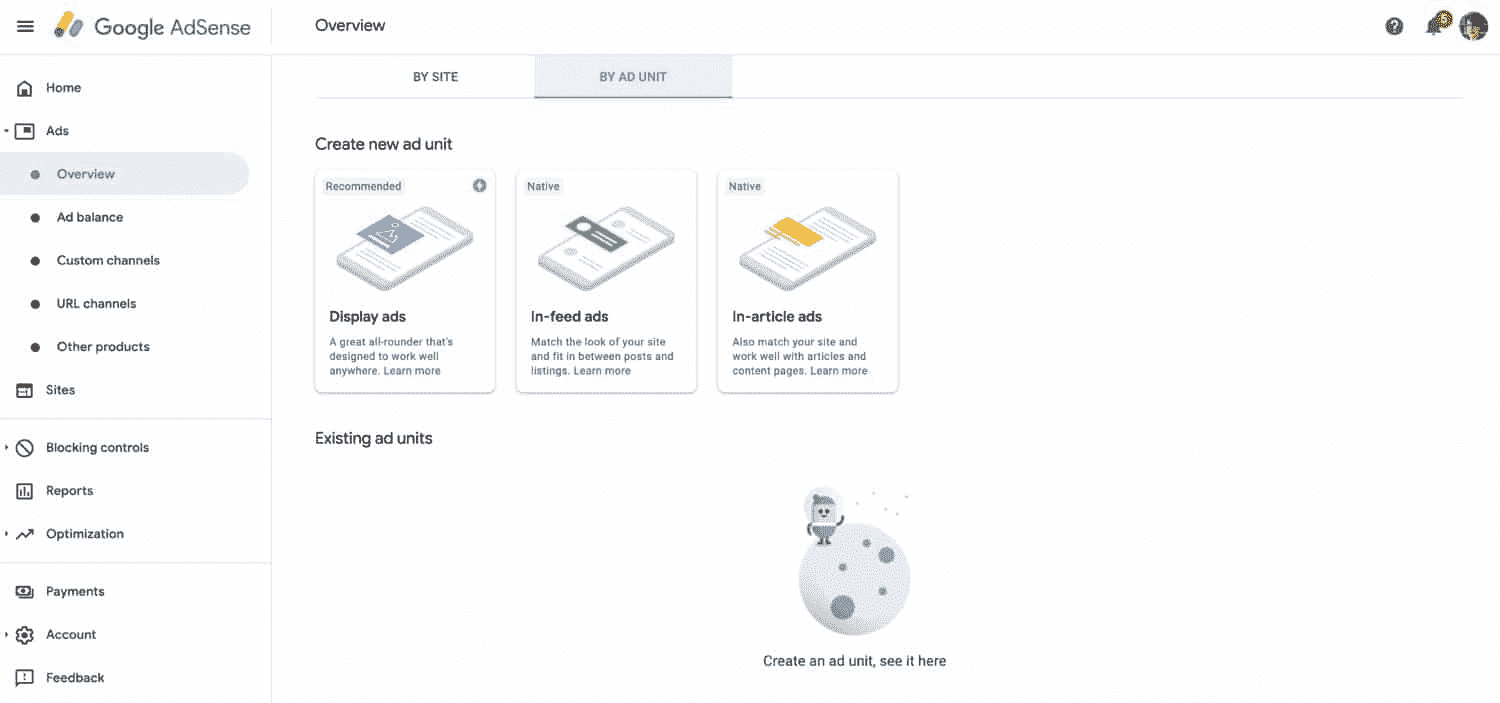 Google AdSense
Overview
5
Home
Ads
Overview
Ad balance
Custom channels
URL channels
Other products
Sites
Blocking controls
Reports
Optimization
Payments
Account
Feedback
BY SITE
BY AD UNIT
Create new ad unit
Recommended
Display ads
A great all-rounder that's
designed to work well
anywhere. Learn more
Native
In-feed ads
Match the look of your site
and fit in between posts and
listings. Learn more
Native
In-article ads
Also match your site and
work well with articles and
content pages. Learn more
Existing ad units
Create an ad unit, see it here